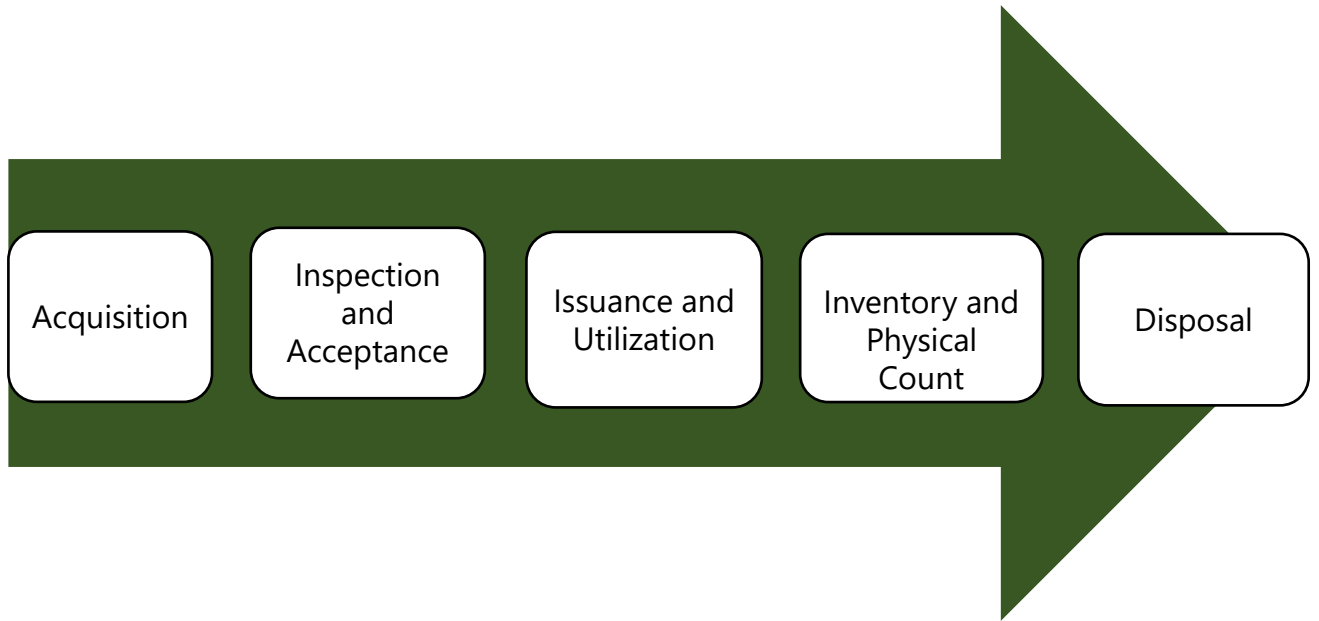 Acquisition
Inspection
and
Acceptance
Issuance and
Utilization
Inventory and
Physical
Count
Disposal